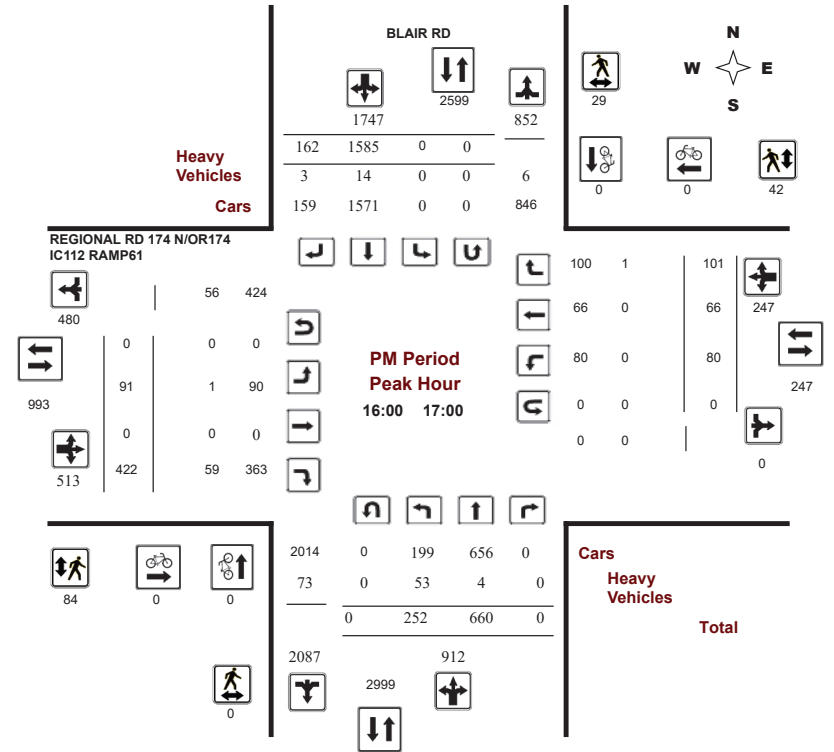 BLAIR RD
N
W E
S
2599
1747
852
29
162 1585 0 0
Heavy
Vehicles
3 14 0 0 6
Cars
159 1571 0 0 846
0 0 42
REGIONAL RD 174 N/OR174
IC112 RAMP61
56 424
480
100 1 101
66 0 66 247
0 0 0
993
91 1 90
PM Period
Peak Hour
16:00 17:00
80 0 80
247
0 0 0
0 0 0
0 0
0
513
422 59 363
2014 0 199 656 0
Cars
73 0 53 4 0
Heavy
Vehicles
84 0 0
0 252 660 0
Total
2087
912
2999
0